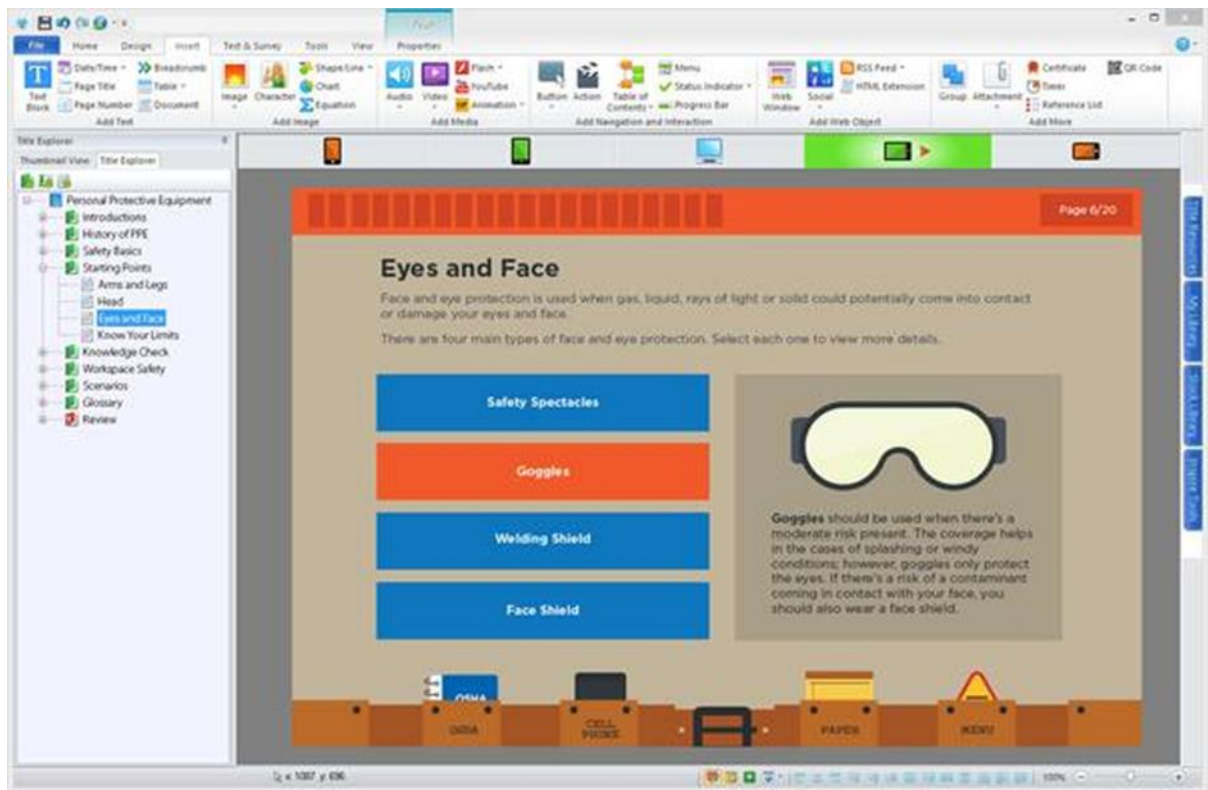 File Home Design Insert Test & Survey Tools View Properties
Date/Time Breadcrumb Shape/Line Flash Menu RSS Feed Certificate QR Code
Page Title Table Chart YouTube Status Indicator HTML Extension Timer
Text Block Page Number Document Image Character Equation Audio Video Animation Button Action Table of Contents Progress Bar Web Window Social Group Attachment Reference List
Add Text Add Image Add Media Add Navigation and Interaction Add Web Object Add More
Title Explorer
Thumbnail View Title Explorer
Personal Protective Equipment
Introductions
History of PPE
Safety Basics
Starting Points
Arms and Legs
Head
Eyes and Face
Know Your Limits
Knowledge Check
Workspace Safety
Scenarios
Glossary
Review
Page 6/20
Eyes and Face
Face and eye protection is used when gas, liquid, rays of light or solid could potentially come into contact
or damage your eyes and face.
There are four main types of face and eye protection. Select each one to view more details.
Safety Spectacles
Goggles
Welding Shield
Face Shield
Goggles should be used when there's a
moderate risk present. The coverage helps
in the cases of splashing or windy
conditions; however, goggles only protect
the eyes. If there's a risk of a contaminant
coming in contact with your face, you
should also wear a face shield.
OSHA
OSHA
CELL
PHONE
PAPER
MENU
Title Resources
My Library
Stock Library
100%